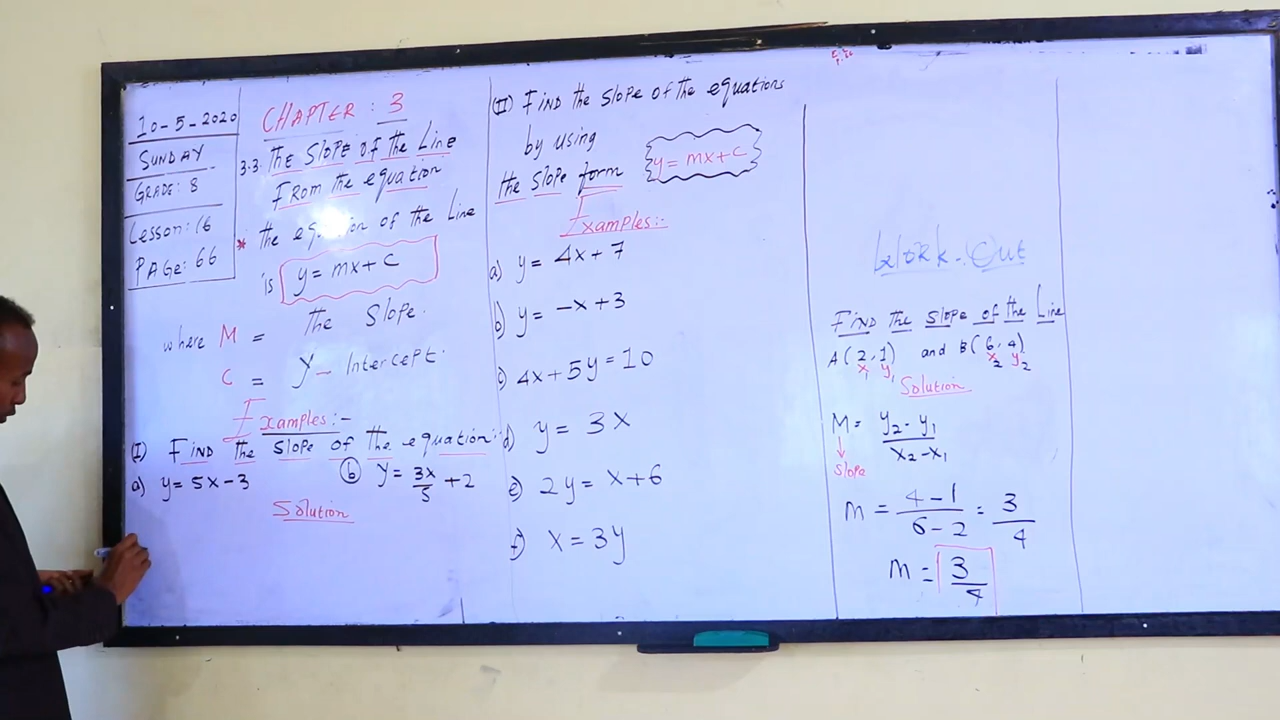 10-5-2020
SUNDAY
GRADE: 8
Lesson: 16
PAGE: 66
CHAPTER : 3
3.3. THE SLOPE OF the Line
FROM the equation
* the equation of the Line
is y = mx + c
where M = The Slope.
C = Y - Intercept.
Examples:-
(I) FIND the slope of the equation:
a) y = 5x - 3 (b) y = 3x/5 + 2
Solution
(II) FIND the slope of the equations
by using
the slope form y = mx + c
Examples:-
a) y = 4x + 7
b) y = -x + 3
c) 4x + 5y = 10
d) y = 3x
e) 2y = x + 6
f) x = 3y
Work-Out
FIND the slope of the Line
A(2,1) and B(6,4)
x₁ y₁ x₂ y₂
Solution
M = y₂ - y₁ / x₂ - x₁
↓
slope
m = 4 - 1 / 6 - 2 = 3/4
m = 3/4